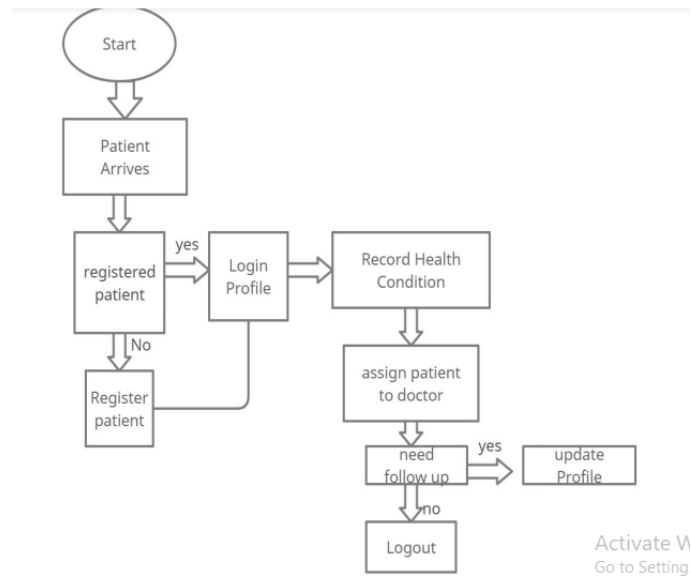 Start
Patient
Arrives
registered
patient
yes
Login
Profile
Record Health
Condition
No
Register
patient
assign patient
to doctor
need
follow up
yes
update
Profile
no
Logout
Activate W
Go to Setting